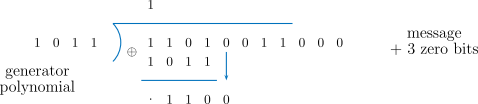 1
1 0 1 1
1 1 0 1 0 0 1 1 0 0 0
message
+ 3 zero bits
⊕
1 0 1 1
generator
polynomial
· 1 1 0 0